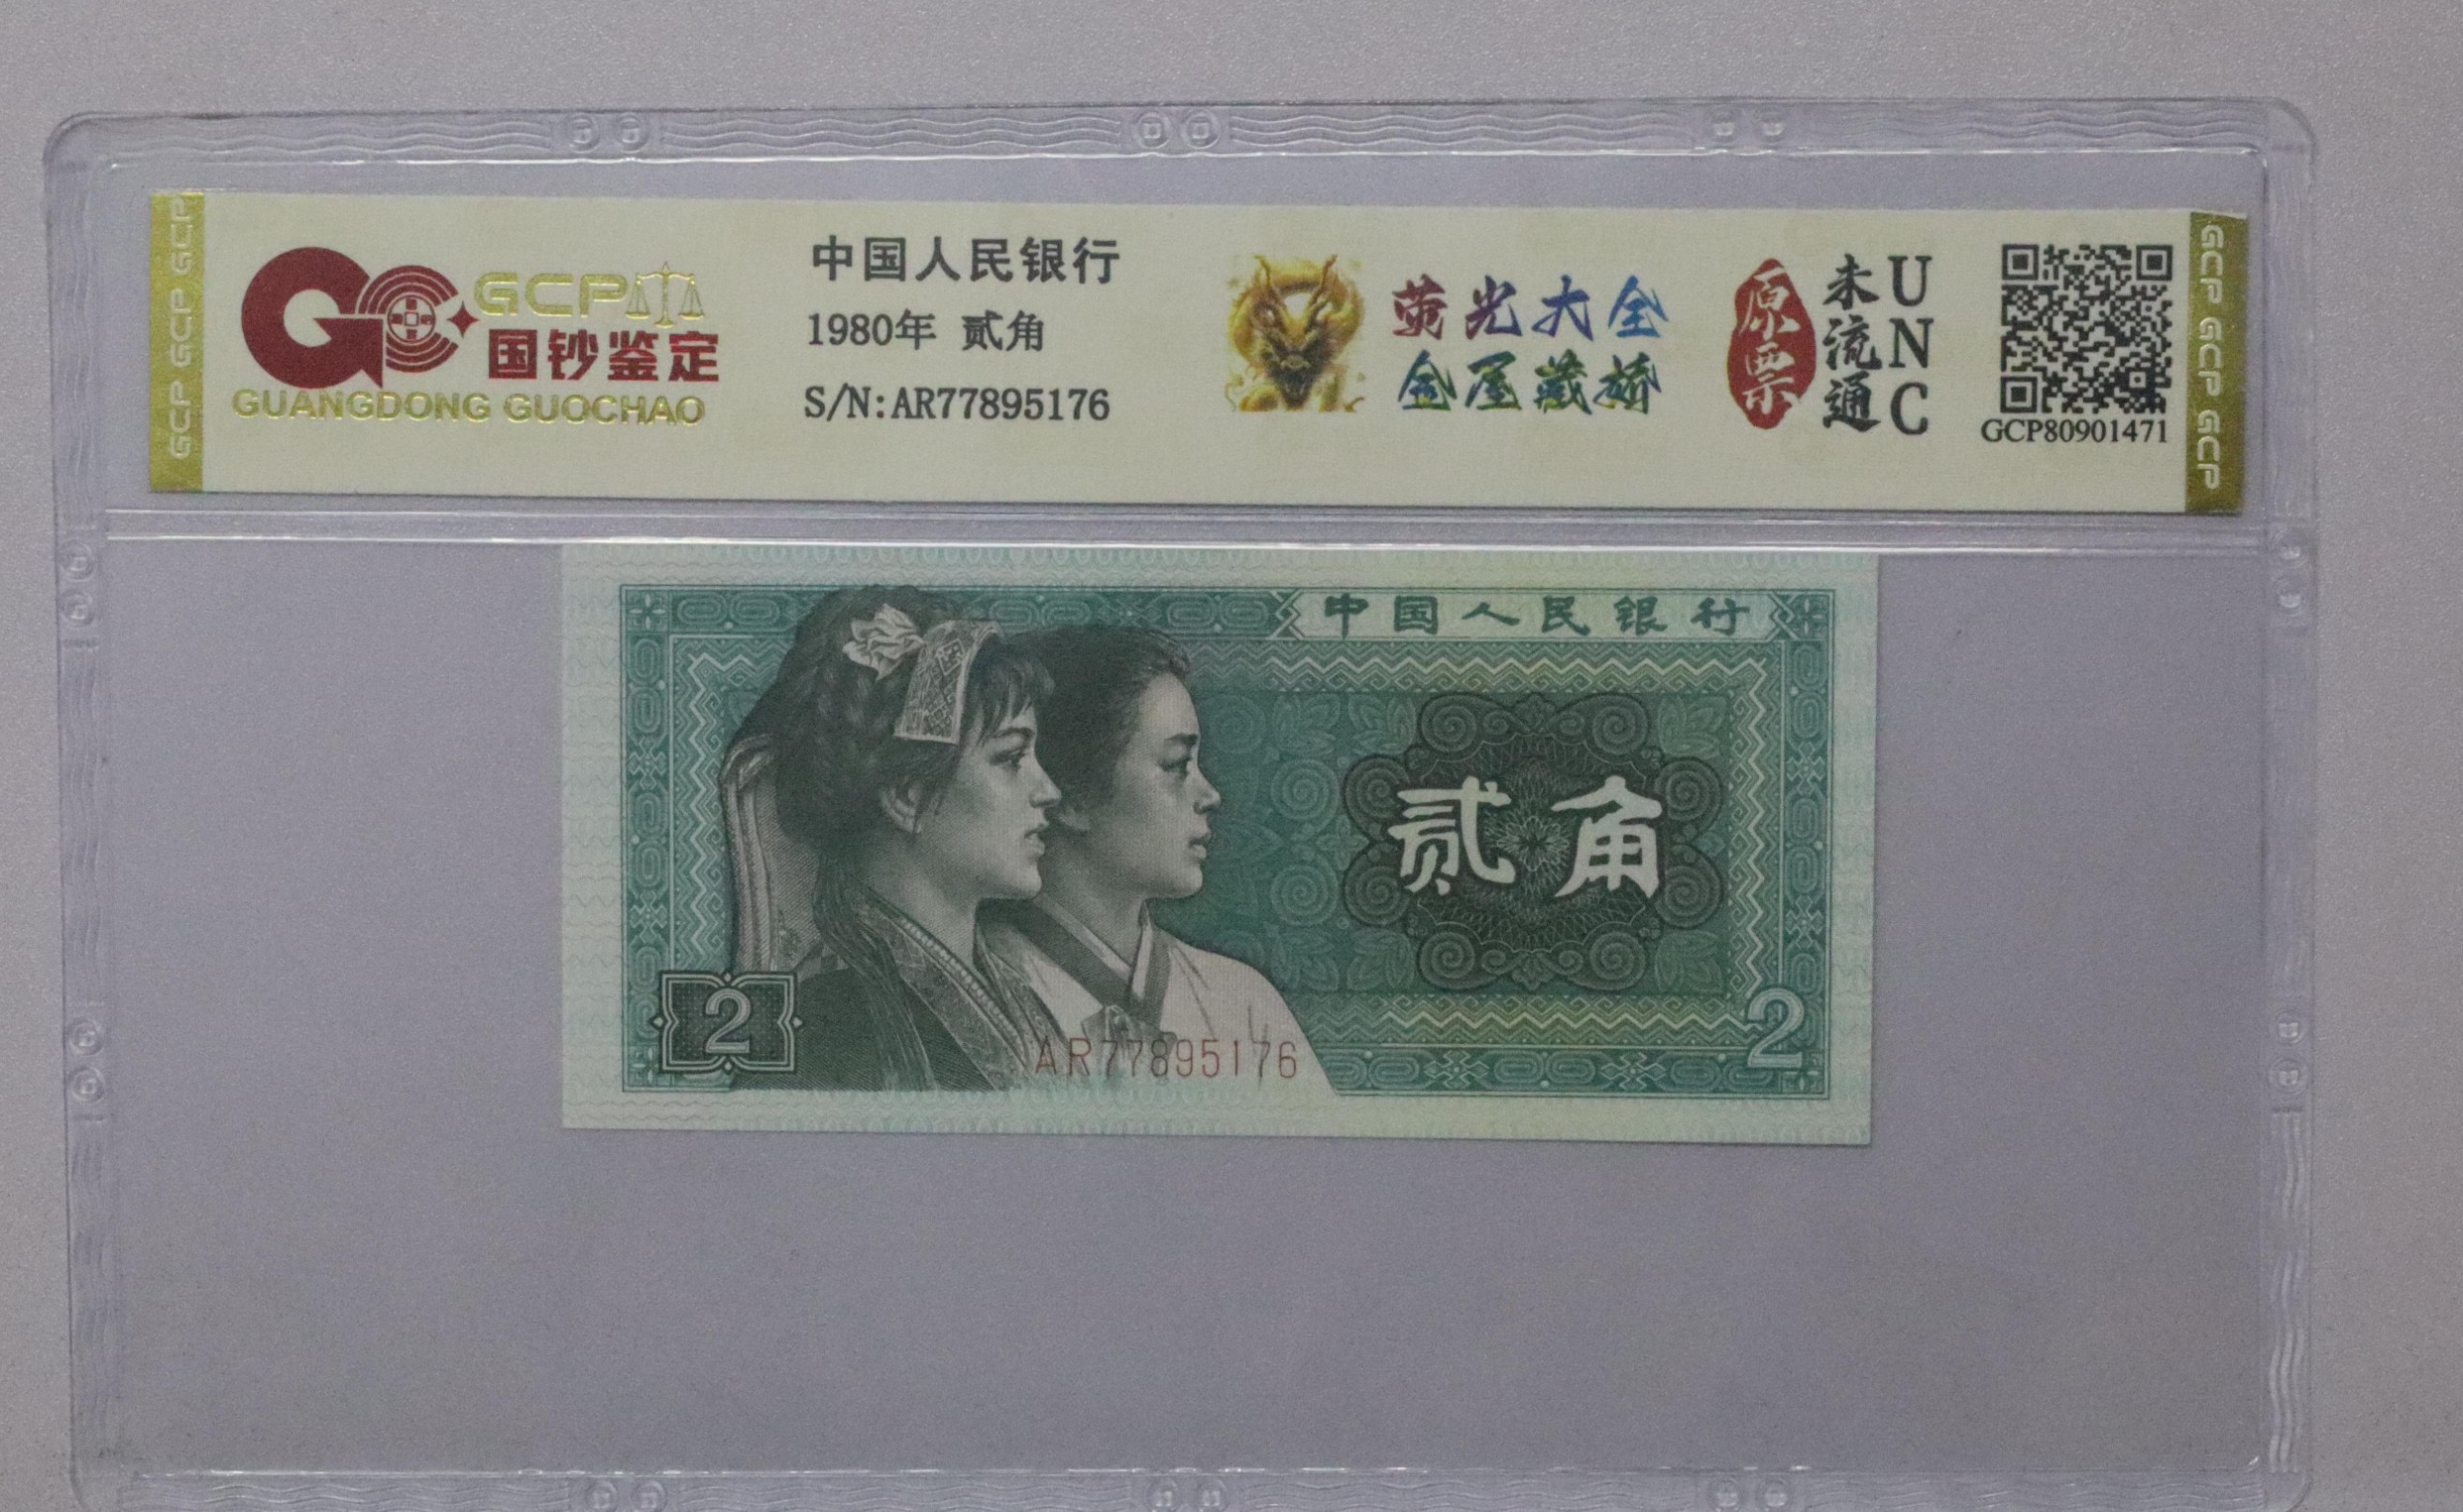 GCP GCP GCP
GCP
国钞鉴定
GUANGDONG GUOCHAO
中国人民银行
1980年 贰角
S/N:AR77895176
荧光大全
金屋藏娇
原票
未流通
UNC
GCP80901471
GCP GCP GCP
中国人民银行
贰角
2
AR77895176
2